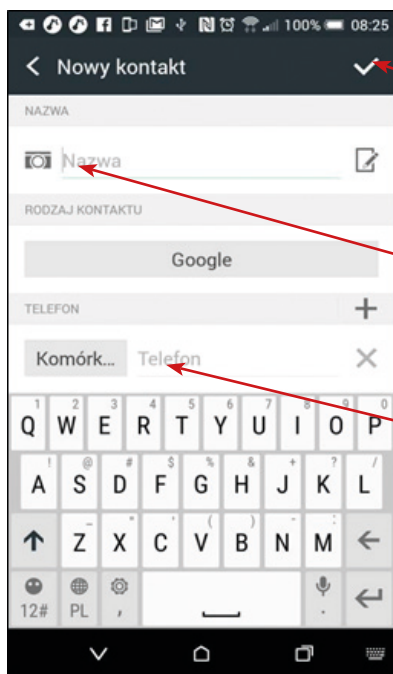 100% 08:25
Nowy kontakt
NAZWA
Nazwa
RODZAJ KONTAKTU
Google
TELEFON
Komórk... Telefon
1 2 3 4 5 6 7 8 9 0
Q W E R T Y U I O P
! @ # $ % & + ? /
A S D F G H J K L
- " ' ( ) - :
Z X C V B N M
12# PL , .